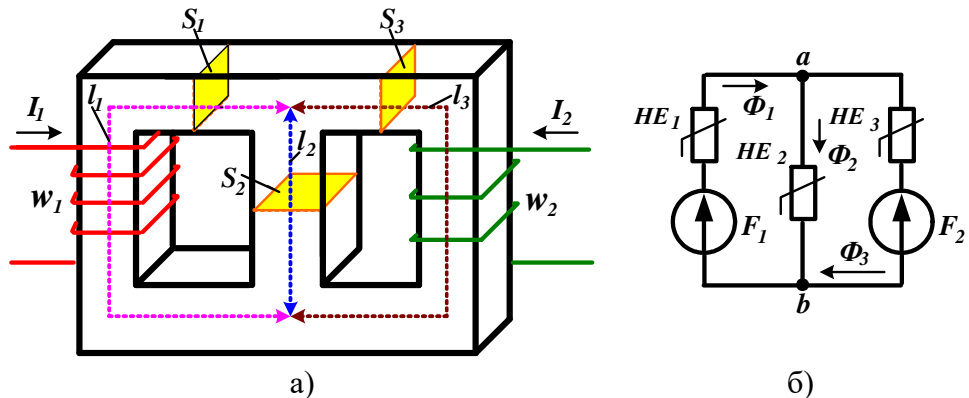 S₁
S₃
l₁
l₃
I₁
I₂
l₂
S₂
w₁
w₂
a
Φ₁
HE₁
HE₃
HE₂
Φ₂
F₁
F₂
Φ₃
b
а)
б)